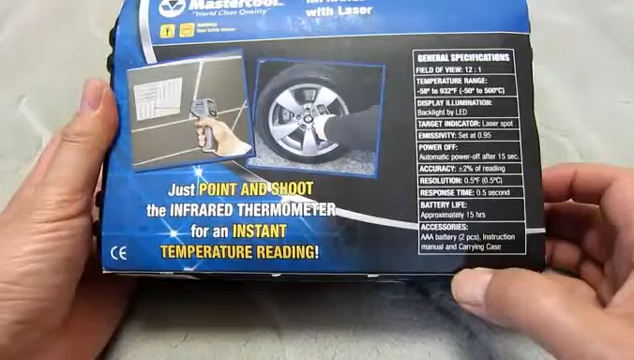 Mastercool
"World Class Quality"
with Laser
GENERAL SPECIFICATIONS
FIELD OF VIEW: 12 : 1
TEMPERATURE RANGE:
-58° to 932°F (-50° to 500°C)
DISPLAY ILLUMINATION:
Backlight by LED
TARGET INDICATOR: Laser spot
EMISSIVITY: Set at 0.95
POWER OFF:
Automatic power-off after 15 sec.
ACCURACY: ±2% of reading
RESOLUTION: 0.5°F (0.5°C)
RESPONSE TIME: 0.5 second
BATTERY LIFE:
Approximately 15 hrs
ACCESSORIES:
AAA battery (2 pcs), Instruction
manual and Carrying Case
Just POINT AND SHOOT
the INFRARED THERMOMETER
for an INSTANT
TEMPERATURE READING!
CE